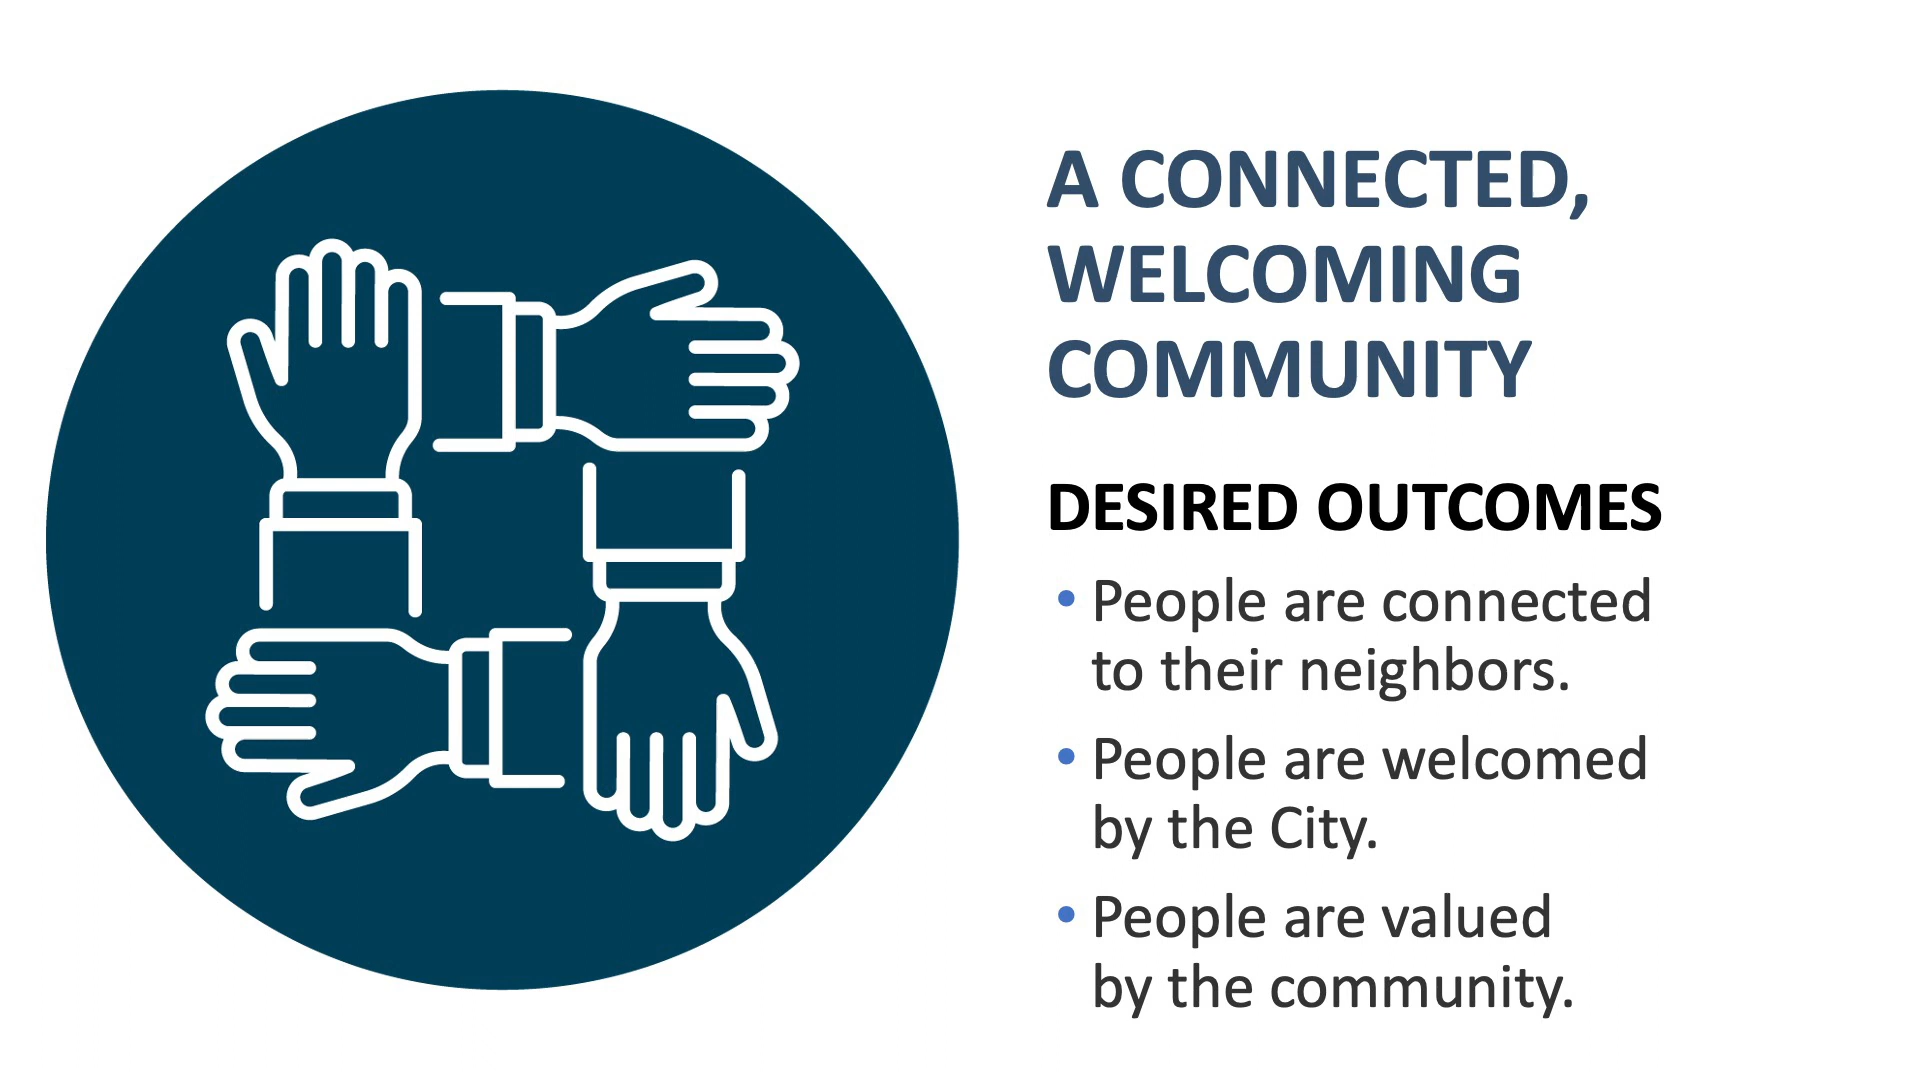 A CONNECTED,
WELCOMING
COMMUNITY
DESIRED OUTCOMES
• People are connected
to their neighbors.
• People are welcomed
by the City.
• People are valued
by the community.